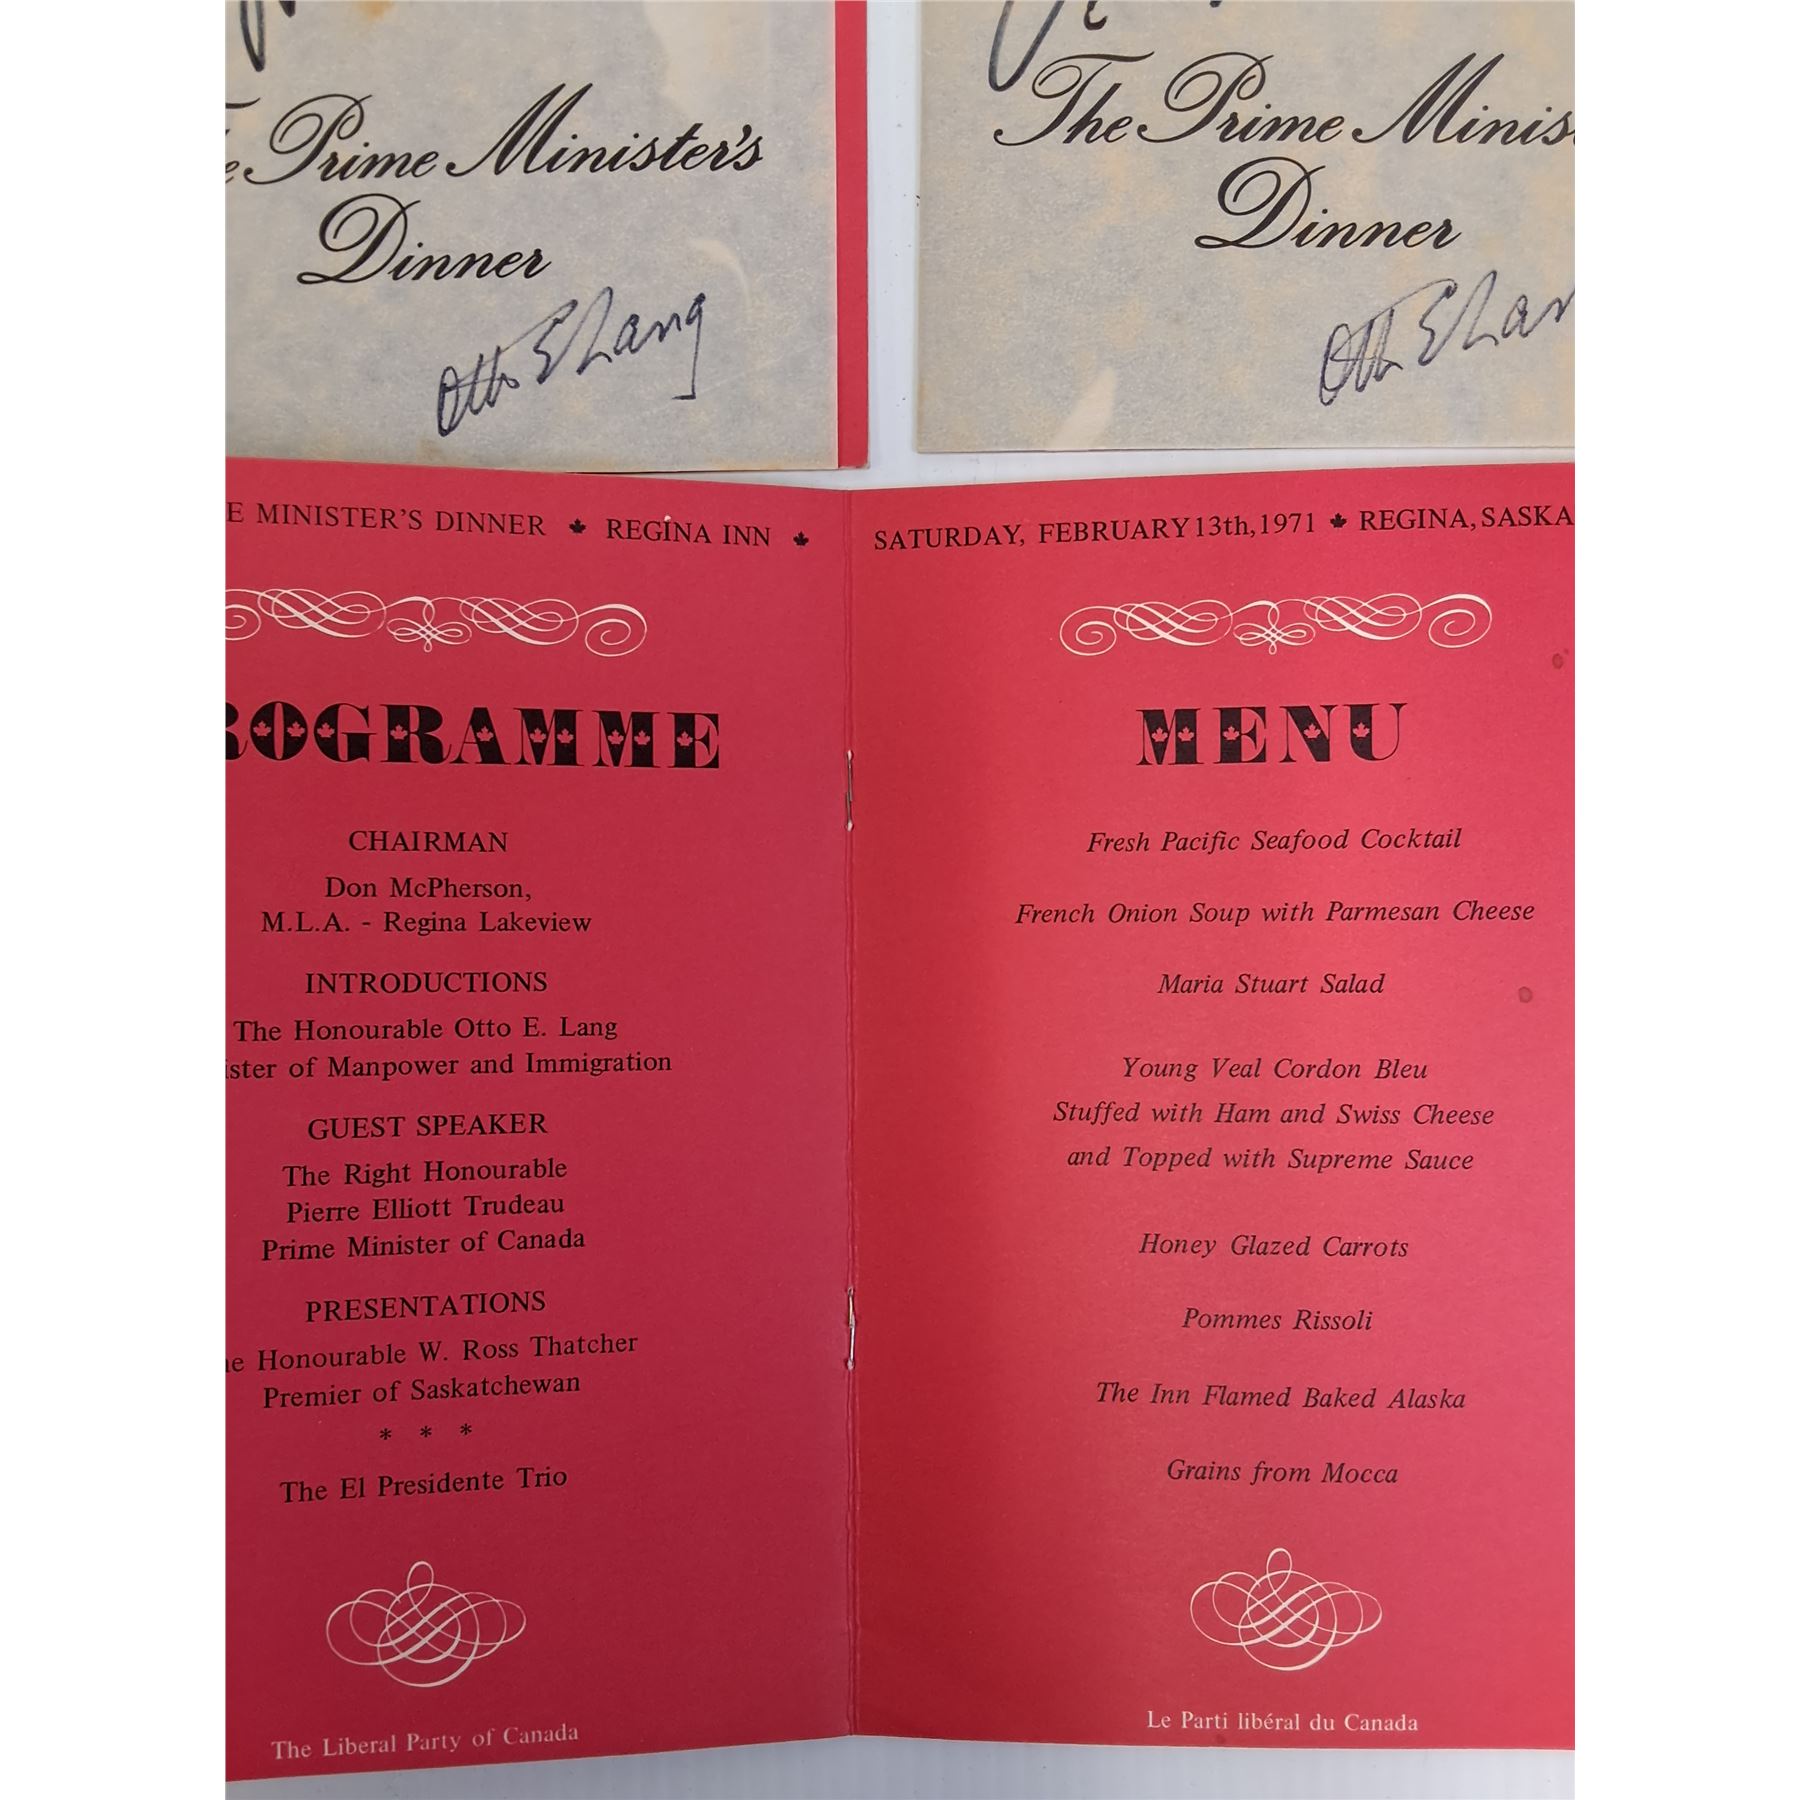 e Prime Minister's
Dinner
Otto E Lang
The Prime Minis
Dinner
Otto E Lan
E MINISTER'S DINNER REGINA INN
ROGRAMME
CHAIRMAN
Don McPherson,
M.L.A. - Regina Lakeview
INTRODUCTIONS
The Honourable Otto E. Lang
ister of Manpower and Immigration
GUEST SPEAKER
The Right Honourable
Pierre Elliott Trudeau
Prime Minister of Canada
PRESENTATIONS
he Honourable W. Ross Thatcher
Premier of Saskatchewan
* * *
The El Presidente Trio
The Liberal Party of Canada
SATURDAY, FEBRUARY 13th, 1971 REGINA, SASKA
MENU
Fresh Pacific Seafood Cocktail
French Onion Soup with Parmesan Cheese
Maria Stuart Salad
Young Veal Cordon Bleu
Stuffed with Ham and Swiss Cheese
and Topped with Supreme Sauce
Honey Glazed Carrots
Pommes Rissoli
The Inn Flamed Baked Alaska
Grains from Mocca
Le Parti libéral du Canada